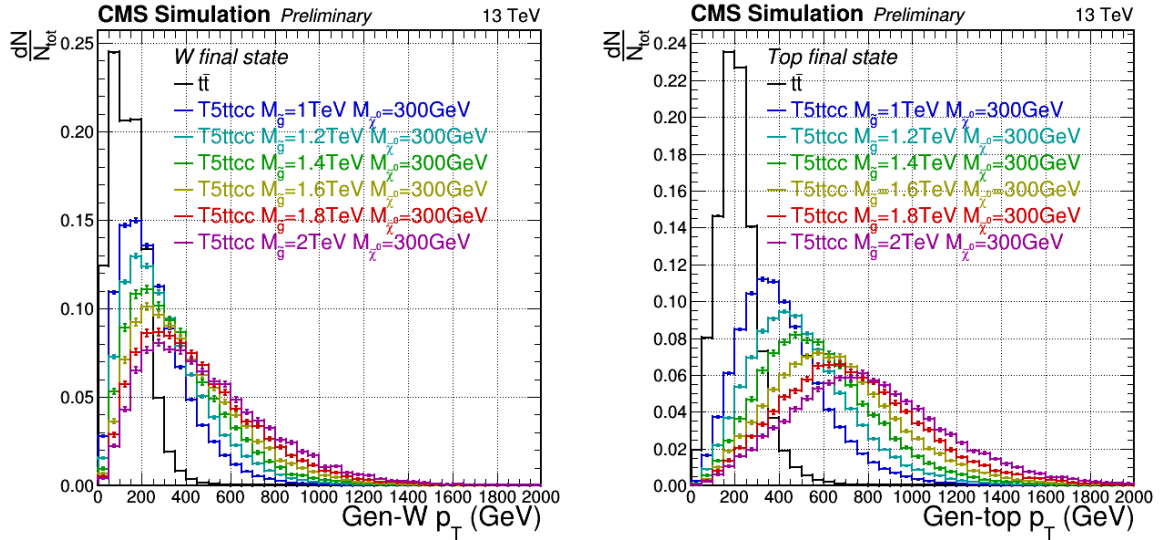 CMS Simulation Preliminary 13 TeV
dN
N_tot
W final state
tt̄
T5ttcc M_g̃=1TeV M_χ̃⁰=300GeV
T5ttcc M_g̃=1.2TeV M_χ̃⁰=300GeV
T5ttcc M_g̃=1.4TeV M_χ̃⁰=300GeV
T5ttcc M_g̃=1.6TeV M_χ̃⁰=300GeV
T5ttcc M_g̃=1.8TeV M_χ̃⁰=300GeV
T5ttcc M_g̃=2TeV M_χ̃⁰=300GeV
0.25
0.20
0.15
0.10
0.05
0.00
0 200 400 600 800 1000 1200 1400 1600 1800 2000
Gen-W p_T (GeV)
CMS Simulation Preliminary 13 TeV
dN
N_tot
Top final state
tt̄
T5ttcc M_g̃=1TeV M_χ̃⁰=300GeV
T5ttcc M_g̃=1.2TeV M_χ̃⁰=300GeV
T5ttcc M_g̃=1.4TeV M_χ̃⁰=300GeV
T5ttcc M_g̃=1.6TeV M_χ̃⁰=300GeV
T5ttcc M_g̃=1.8TeV M_χ̃⁰=300GeV
T5ttcc M_g̃=2TeV M_χ̃⁰=300GeV
0.24
0.22
0.20
0.18
0.16
0.14
0.12
0.10
0.08
0.06
0.04
0.02
0.00
0 200 400 600 800 1000 1200 1400 1600 1800 2000
Gen-top p_T (GeV)